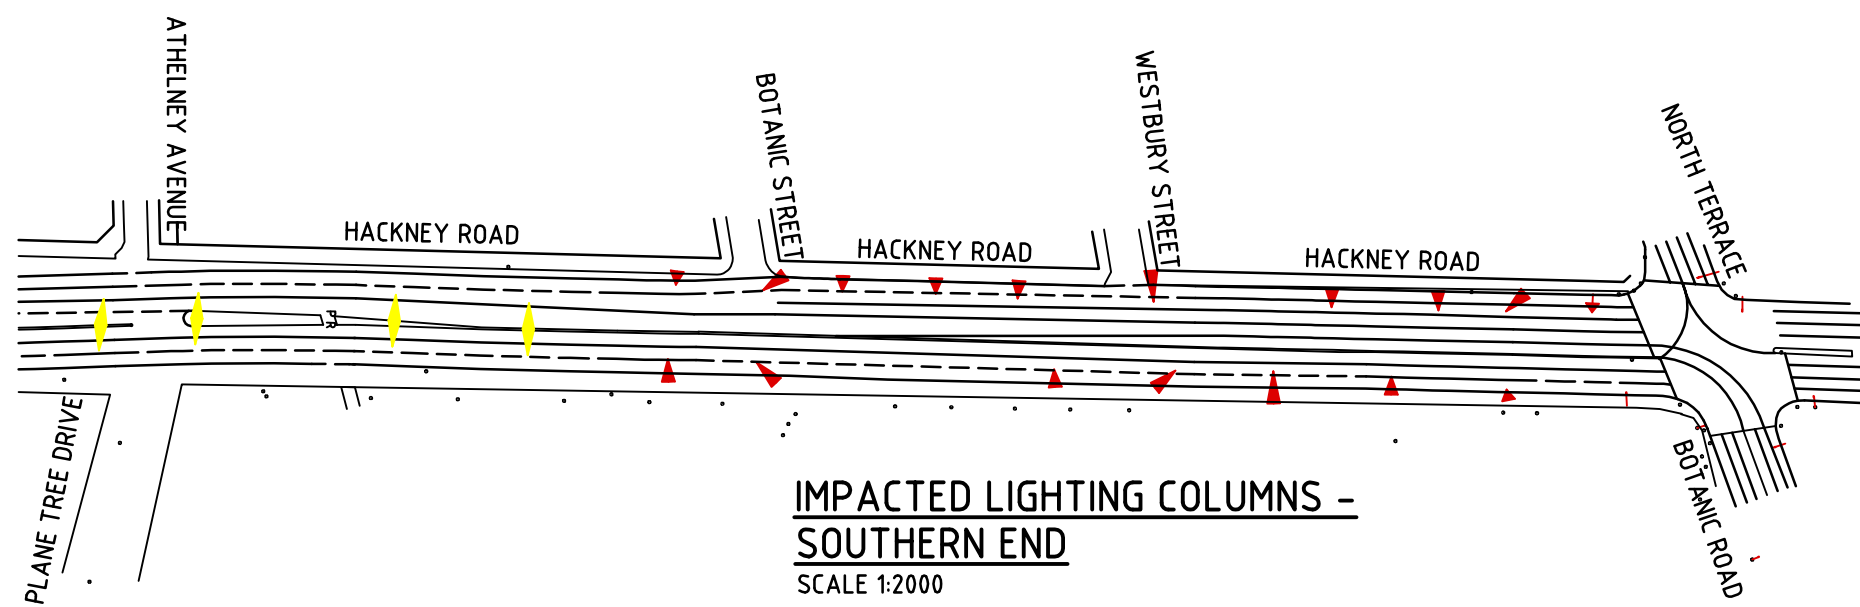 ATHELNEY AVENUE
BOTANIC STREET
WESTBURY STREET
NORTH TERRACE
HACKNEY ROAD
HACKNEY ROAD
HACKNEY ROAD
PLANE TREE DRIVE
BOTANIC ROAD
IMPACTED LIGHTING COLUMNS -
SOUTHERN END
SCALE 1:2000